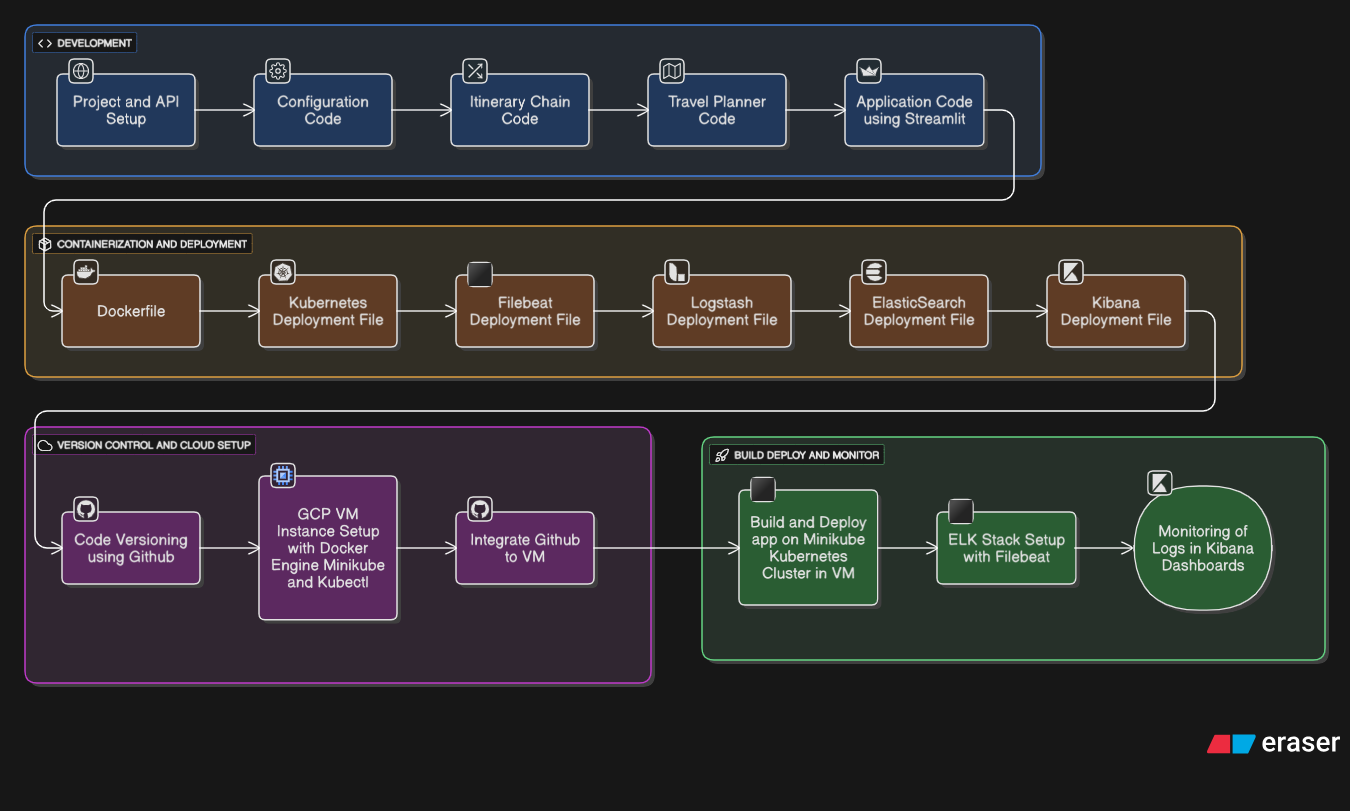 DEVELOPMENT
Project and API
Setup
Configuration
Code
Itinerary Chain
Code
Travel Planner
Code
Application Code
using Streamlit
CONTAINERIZATION AND DEPLOYMENT
Dockerfile
Kubernetes
Deployment File
Filebeat
Deployment File
Logstash
Deployment File
ElasticSearch
Deployment File
Kibana
Deployment File
VERSION CONTROL AND CLOUD SETUP
Code Versioning
using Github
GCP VM
Instance Setup
with Docker
Engine Minikube
and Kubectl
Integrate Github
to VM
BUILD DEPLOY AND MONITOR
Build and Deploy
app on Minikube
Kubernetes
Cluster in VM
ELK Stack Setup
with Filebeat
Monitoring of
Logs in Kibana
Dashboards
eraser